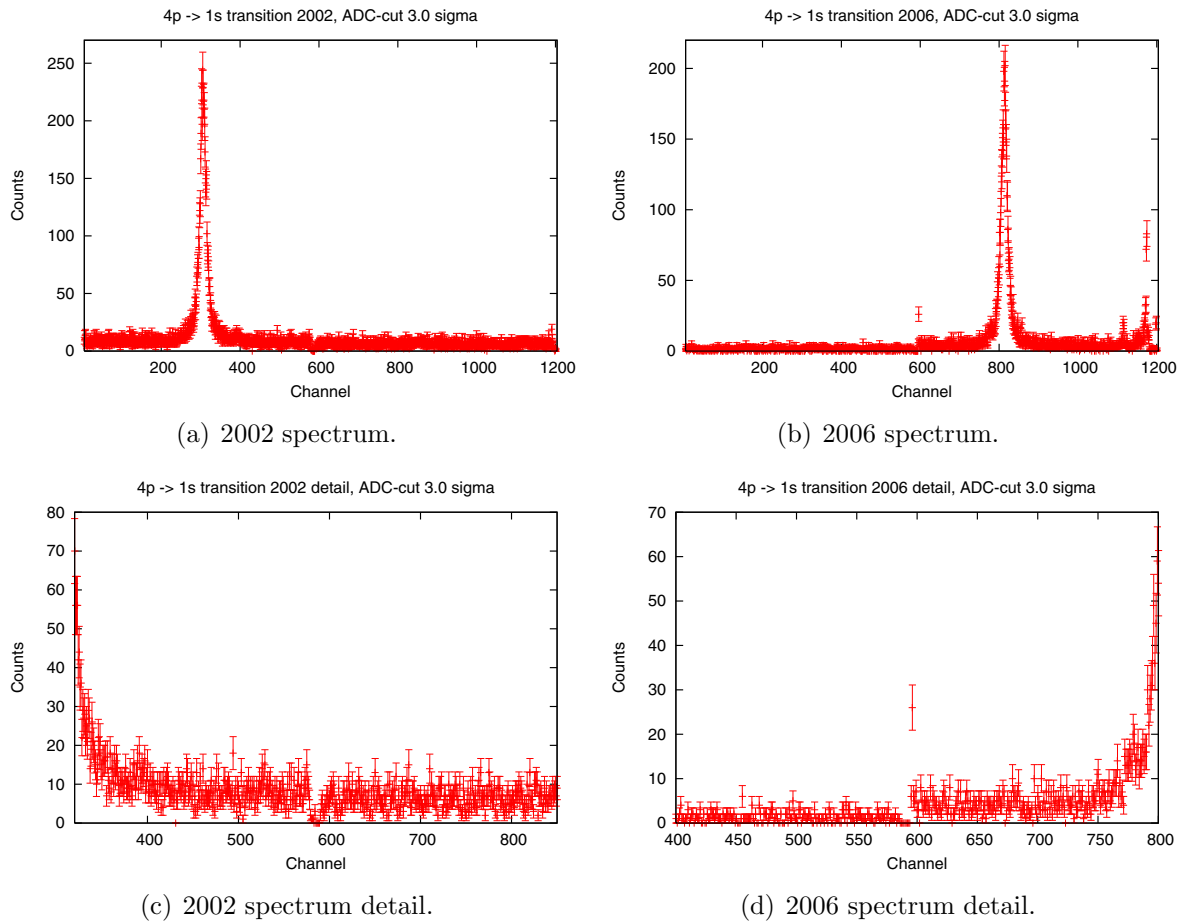 4p -> 1s transition 2002, ADC-cut 3.0 sigma
250
200
150
100
50
0
Counts
200 400 600 800 1000 1200
Channel
(a) 2002 spectrum.
4p -> 1s transition 2006, ADC-cut 3.0 sigma
200
150
100
50
0
Counts
200 400 600 800 1000 1200
Channel
(b) 2006 spectrum.
4p -> 1s transition 2002 detail, ADC-cut 3.0 sigma
80
70
60
50
40
30
20
10
0
Counts
400 500 600 700 800
Channel
(c) 2002 spectrum detail.
4p -> 1s transition 2006 detail, ADC-cut 3.0 sigma
70
60
50
40
30
20
10
0
Counts
400 450 500 550 600 650 700 750 800
Channel
(d) 2006 spectrum detail.